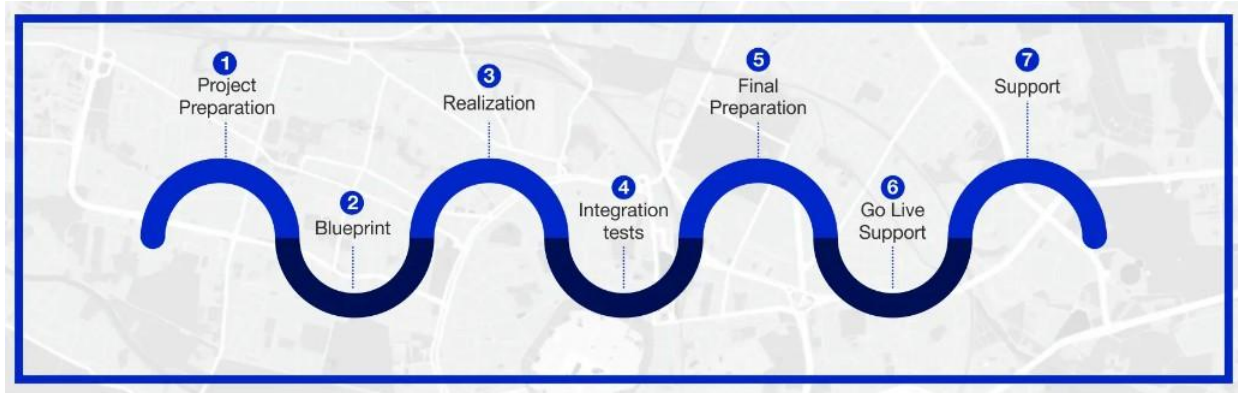 1
Project
Preparation
2
Blueprint
3
Realization
4
Integration
tests
5
Final
Preparation
6
Go Live
Support
7
Support